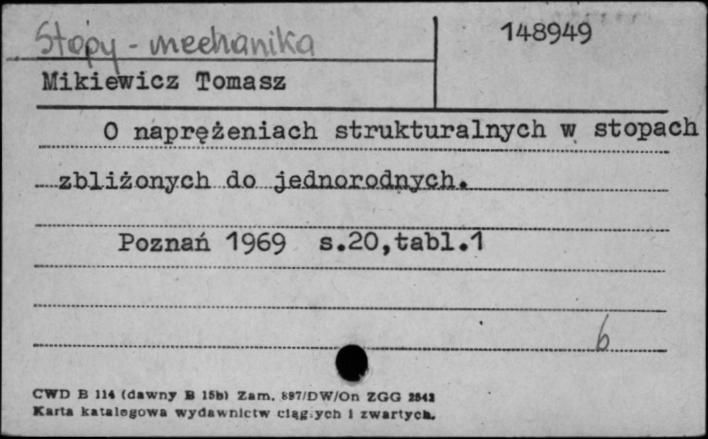 Stopy - mechanika
148949
Mikiewicz Tomasz
O naprężeniach strukturalnych w stopach
zbliżonych do jednorodnych.
Poznań 1969 s.20,tabl.1
6
CWD B 114 (dawny B 15b) Zam. 897/DW/On ZGG 2542
Karta katalogowa wydawnictw ciągłych i zwartych.